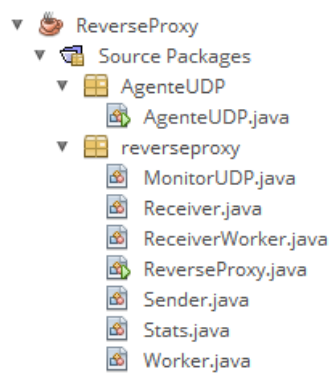 ReverseProxy
Source Packages
AgenteUDP
AgenteUDP.java
reverseproxy
MonitorUDP.java
Receiver.java
ReceiverWorker.java
ReverseProxy.java
Sender.java
Stats.java
Worker.java